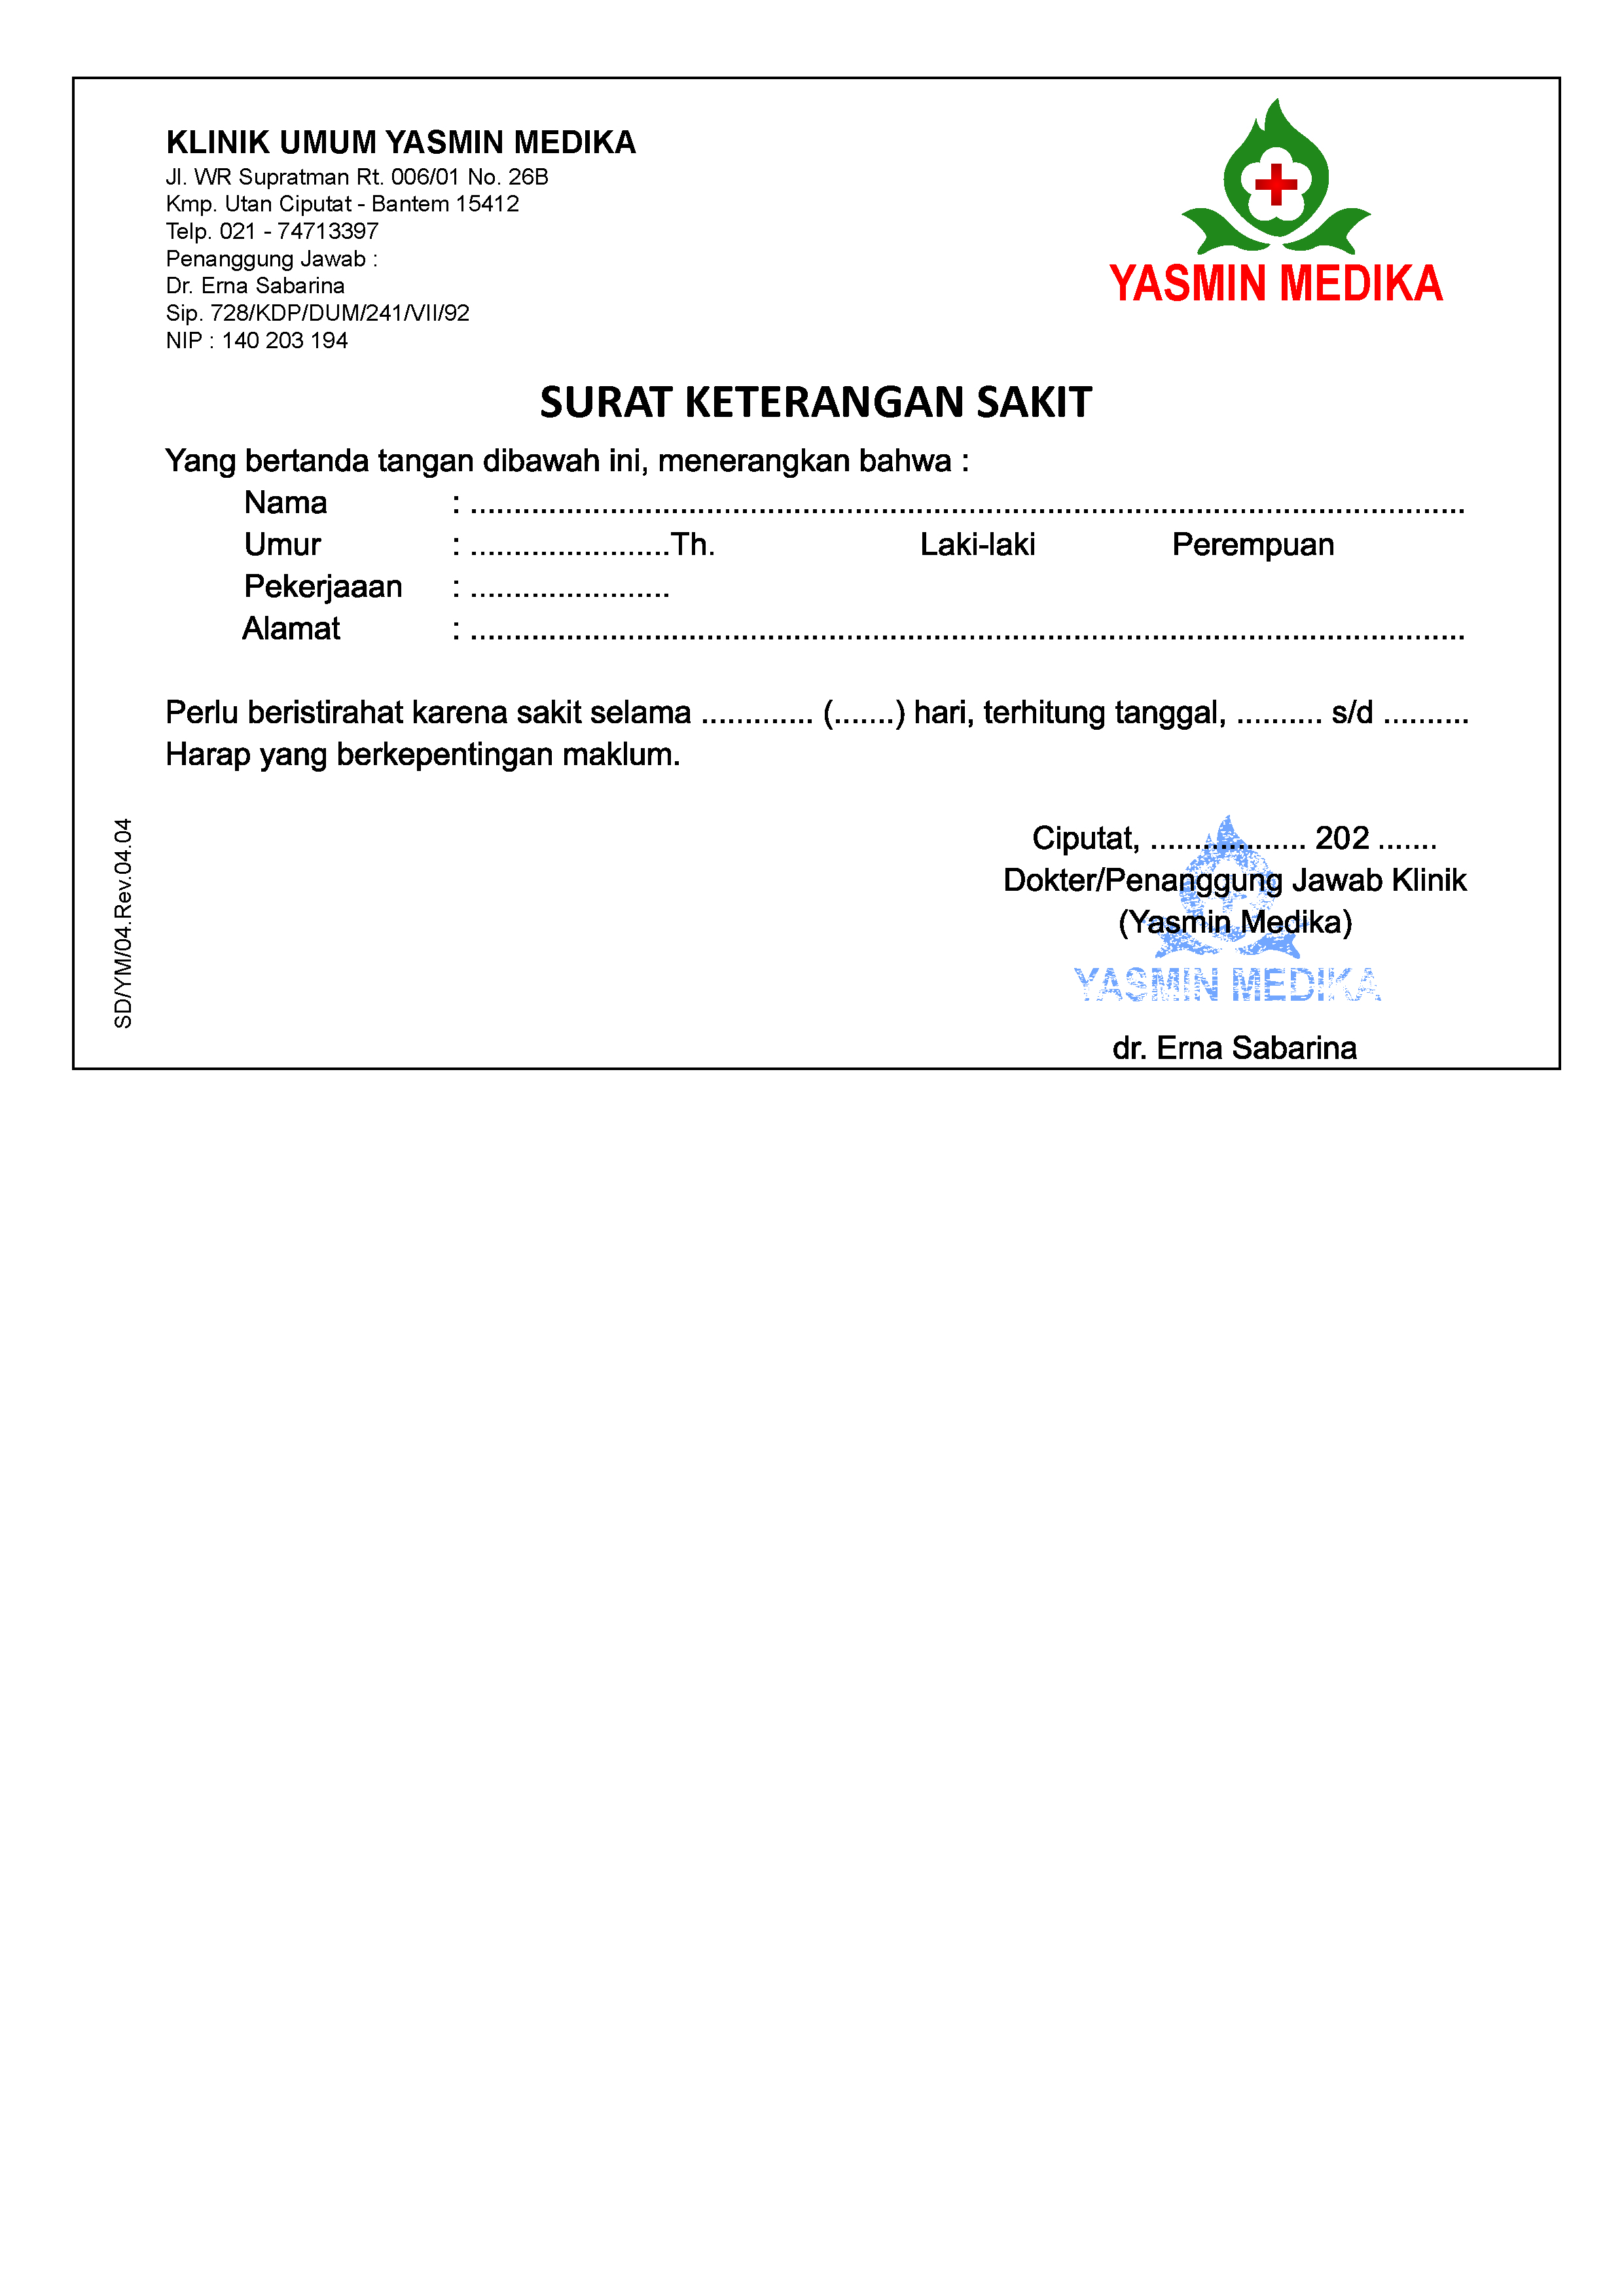 KLINIK UMUM YASMIN MEDIKA
Jl. WR Supratman Rt. 006/01 No. 26B
Kmp. Utan Ciputat - Bantem 15412
Telp. 021 - 74713397
Penanggung Jawab :
Dr. Erna Sabarina
Sip. 728/KDP/DUM/241/VII/92
NIP : 140 203 194
YASMIN MEDIKA
SURAT KETERANGAN SAKIT
Yang bertanda tangan dibawah ini, menerangkan bahwa :
Nama : ..................................................................................................................
Umur : .......................Th. Laki-laki Perempuan
Pekerjaaan : .......................
Alamat : ..................................................................................................................
Perlu beristirahat karena sakit selama ............. (.......) hari, terhitung tanggal, .......... s/d ..........
Harap yang berkepentingan maklum.
SD/YM/04.Rev.04.04
Ciputat, .................. 202 .......
Dokter/Penanggung Jawab Klinik
(Yasmin Medika)
YASMIN MEDIKA
dr. Erna Sabarina